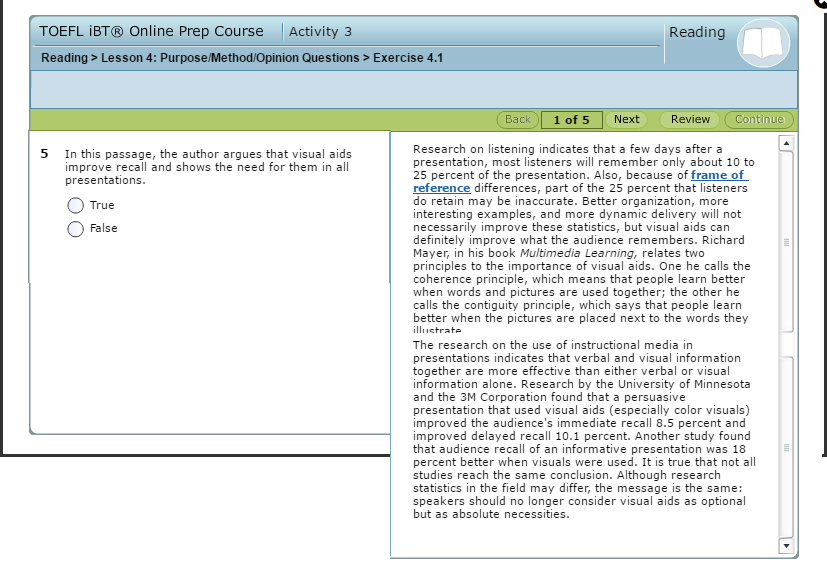 TOEFL iBT® Online Prep Course
Activity 3
Reading
Reading > Lesson 4: Purpose/Method/Opinion Questions > Exercise 4.1
Back
1 of 5
Next
Review
Continue
5 In this passage, the author argues that visual aids
improve recall and shows the need for them in all
presentations.
True
False
Research on listening indicates that a few days after a
presentation, most listeners will remember only about 10 to
25 percent of the presentation. Also, because of frame of
reference differences, part of the 25 percent that listeners
do retain may be inaccurate. Better organization, more
interesting examples, and more dynamic delivery will not
necessarily improve these statistics, but visual aids can
definitely improve what the audience remembers. Richard
Mayer, in his book Multimedia Learning, relates two
principles to the importance of visual aids. One he calls the
coherence principle, which means that people learn better
when words and pictures are used together; the other he
calls the contiguity principle, which says that people learn
better when the pictures are placed next to the words they
illustrate
The research on the use of instructional media in
presentations indicates that verbal and visual information
together are more effective than either verbal or visual
information alone. Research by the University of Minnesota
and the 3M Corporation found that a persuasive
presentation that used visual aids (especially color visuals)
improved the audience's immediate recall 8.5 percent and
improved delayed recall 10.1 percent. Another study found
that audience recall of an informative presentation was 18
percent better when visuals were used. It is true that not all
studies reach the same conclusion. Although research
statistics in the field may differ, the message is the same:
speakers should no longer consider visual aids as optional
but as absolute necessities.